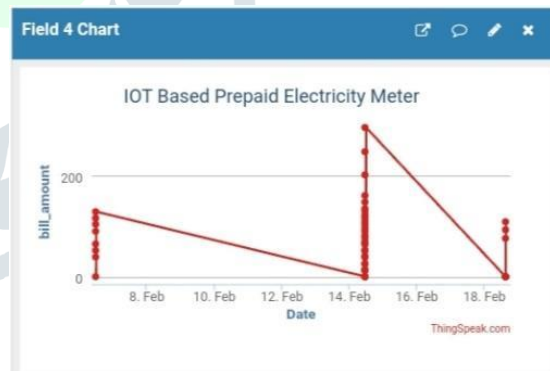 Field 4 Chart
IOT Based Prepaid Electricity Meter
bill_amount
200
0
8. Feb 10. Feb 12. Feb 14. Feb 16. Feb 18. Feb
Date
ThingSpeak.com